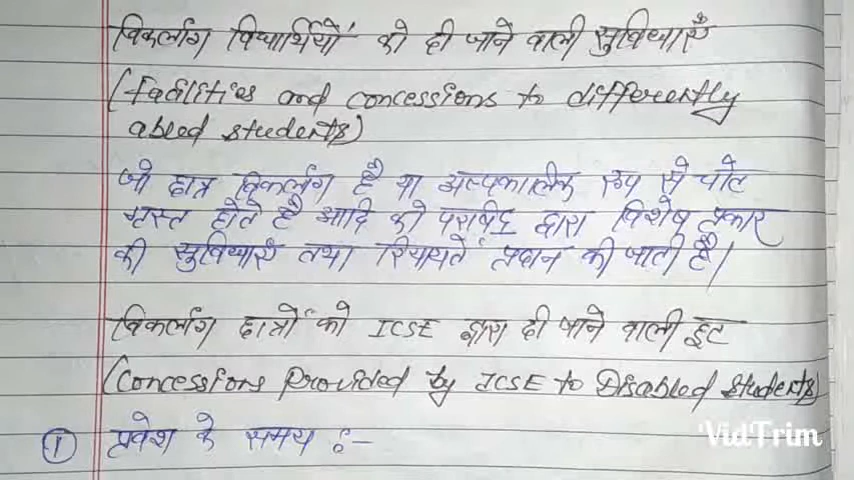 विकलांग विद्यार्थियों को दी जाने वाली सुविधाएँ
(Facilities and concessions to differently
abled students)
जो छात्र विकलांग है या अल्पकालिक रूप से चोट
ग्रस्त होते है आदि को परिषद द्वारा विशेष प्रकार
की सुविधाएं तथा रियायतें प्रदान की जाती है।
विकलांग छात्रों को ICSE द्वारा दी जाने वाली छूट
(Concessions Provided by ICSE to Disabled Students)
① प्रवेश के समय :-
VidTrim